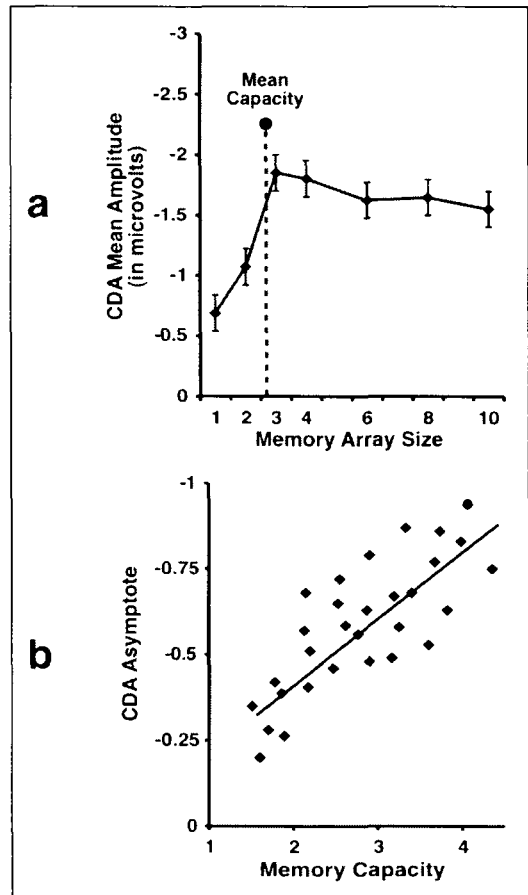 a
CDA Mean Amplitude
(in microvolts)
-3
-2.5
-2
-1.5
-1
-0.5
0
Mean
Capacity
1 2 3 4 6 8 10
Memory Array Size
b
CDA Asymptote
-1
-0.75
-0.5
-0.25
0
1 2 3 4
Memory Capacity